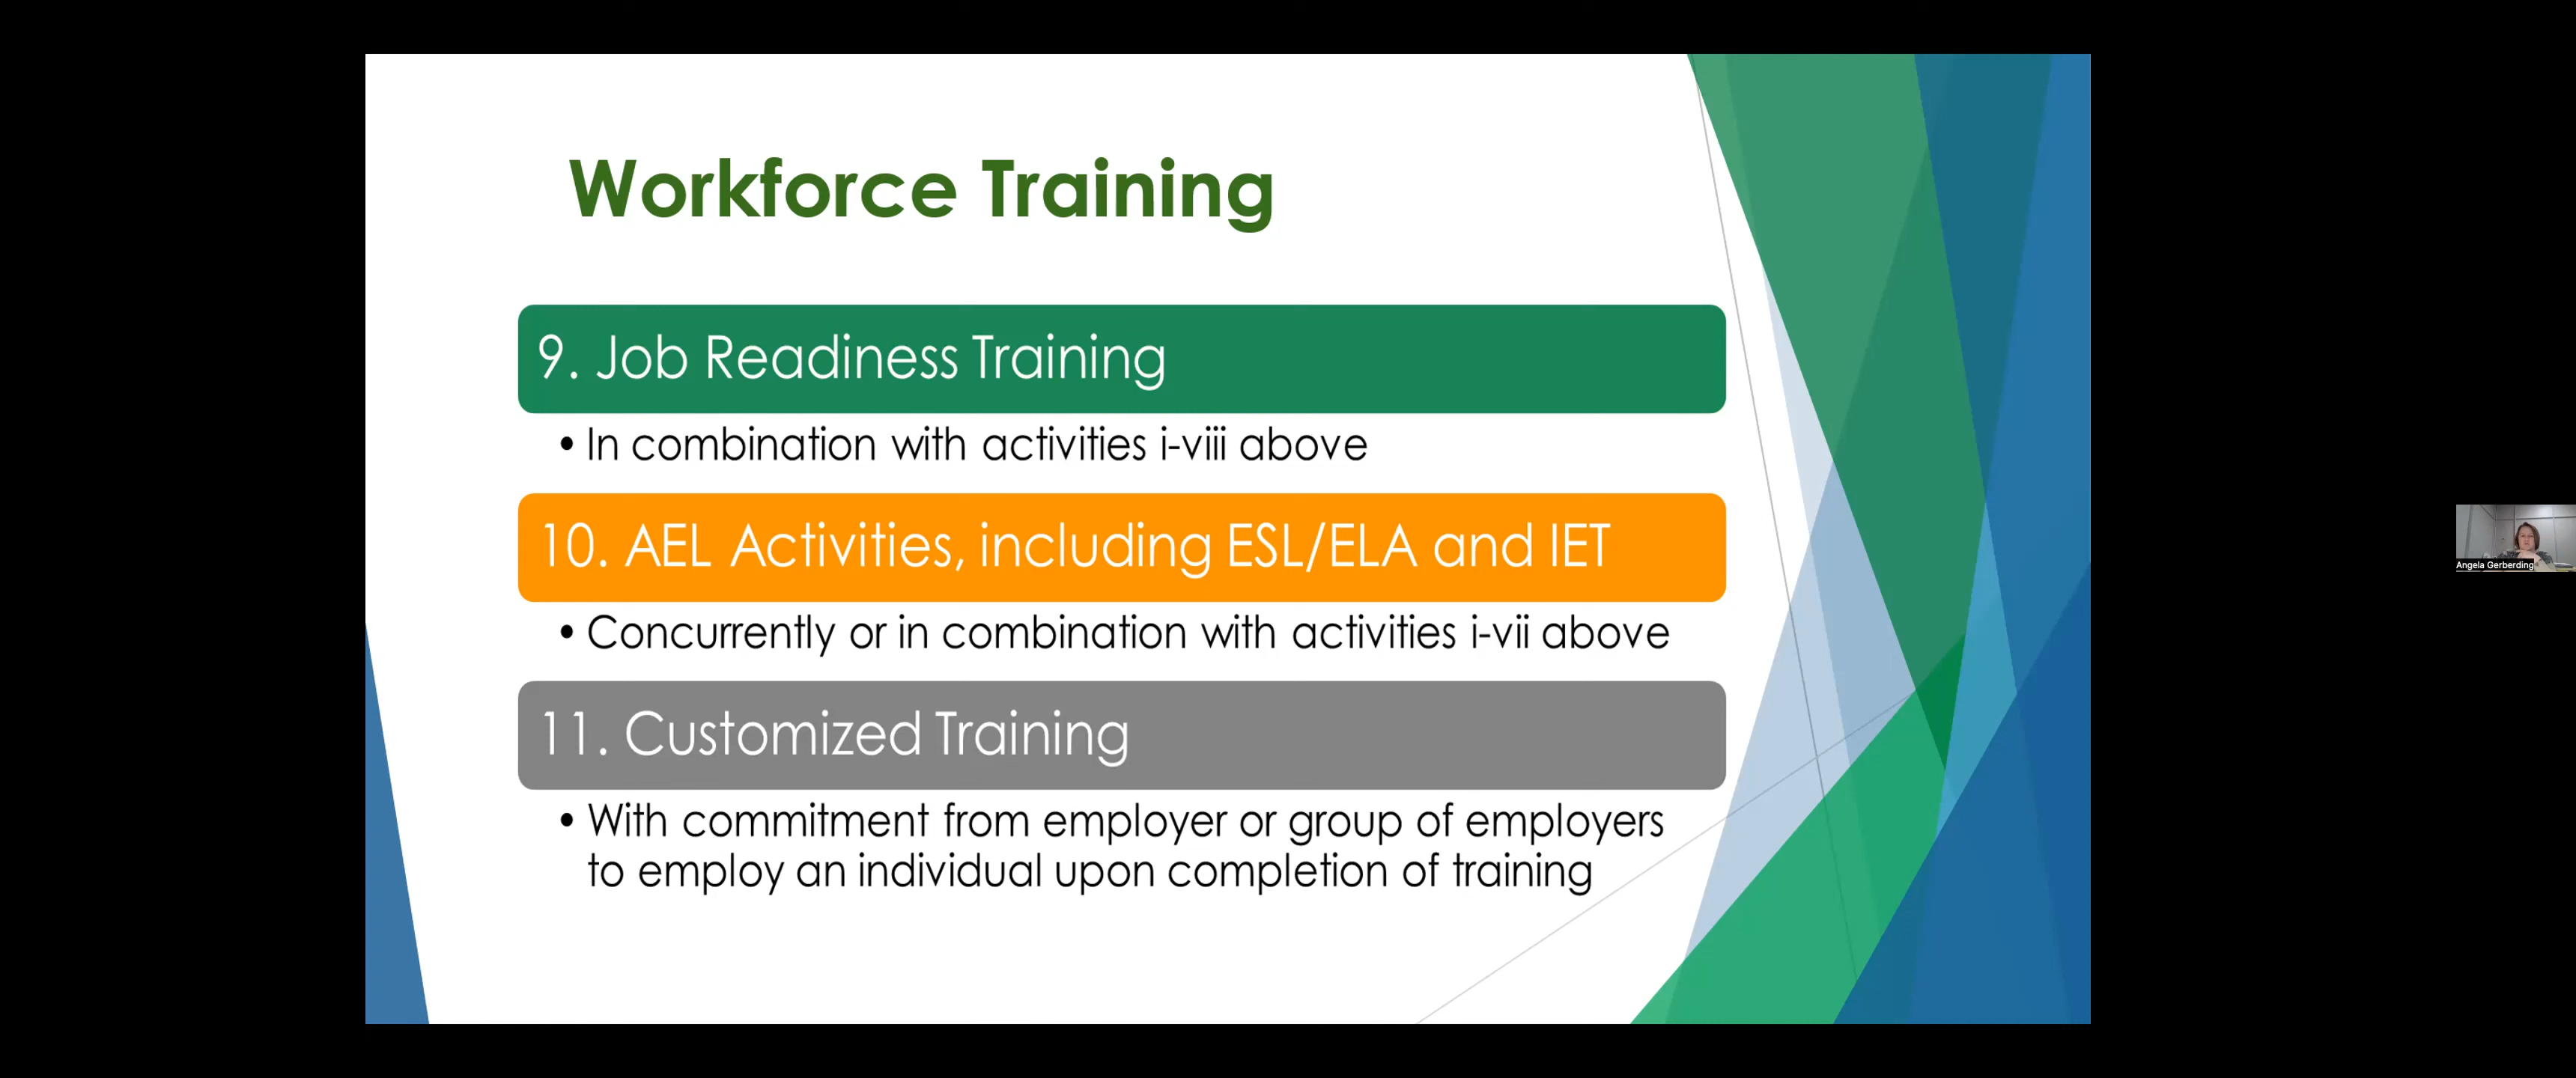 Workforce Training
9. Job Readiness Training
• In combination with activities i-viii above
10. AEL Activities, including ESL/ELA and IET
• Concurrently or in combination with activities i-vii above
11. Customized Training
• With commitment from employer or group of employers
to employ an individual upon completion of training
Angela Gerberding